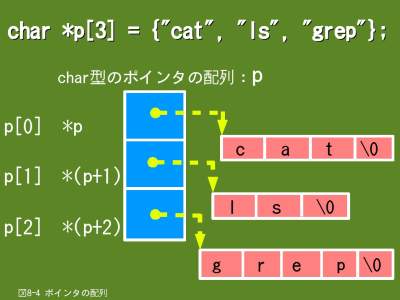 char *p[3] = {"cat", "ls", "grep"};
char型のポインタの配列：p
p[0] *p
c a t \0
p[1] *(p+1)
l s \0
p[2] *(p+2)
g r e p \0
図8-4 ポインタの配列